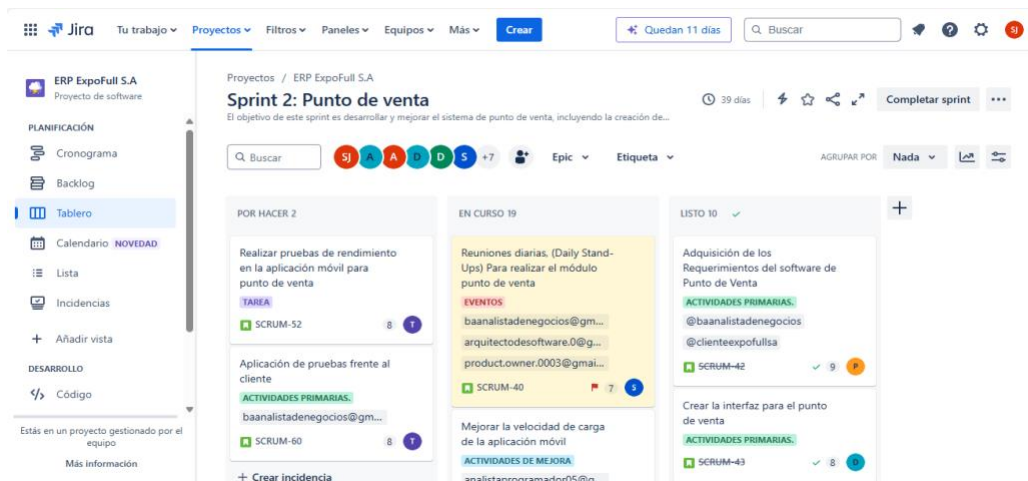 Jira
Tu trabajo
Proyectos
Filtros
Paneles
Equipos
Más
Crear
Quedan 11 días
Buscar
SJ
ERP ExpoFull S.A
Proyecto de software
PLANIFICACIÓN
Cronograma
Backlog
Tablero
Calendario NOVEDAD
Lista
Incidencias
+ Añadir vista
DESARROLLO
Código
Estás en un proyecto gestionado por el
equipo
Más información
Proyectos / ERP ExpoFull S.A
Sprint 2: Punto de venta
El objetivo de este sprint es desarrollar y mejorar el sistema de punto de venta, incluyendo la creación de...
39 días
Completar sprint
Buscar
SJ A A D D S +7
Epic
Etiqueta
AGRUPAR POR
Nada
POR HACER 2
Realizar pruebas de rendimiento
en la aplicación móvil para
punto de venta
TAREA
SCRUM-52 8 T
Aplicación de pruebas frente al
cliente
ACTIVIDADES PRIMARIAS.
baanalistadenegocios@gm...
SCRUM-60 8 T
+ Crear incidencia
EN CURSO 19
Reuniones diarias, (Daily Stand-
Ups) Para realizar el módulo
punto de venta
EVENTOS
baanalistadenegocios@gm...
arquitectodesoftware.0@g...
product.owner.0003@gmai...
SCRUM-40 7 S
Mejorar la velocidad de carga
de la aplicación móvil
ACTIVIDADES DE MEJORA
analistaprogramador05@g...
LISTO 10
Adquisición de los
Requerimientos del software de
Punto de Venta
ACTIVIDADES PRIMARIAS.
@baanalistadenegocios
@clienteexpofullsa
SCRUM-42 9 P
Crear la interfaz para el punto
de venta
ACTIVIDADES PRIMARIAS.
SCRUM-43 8 D